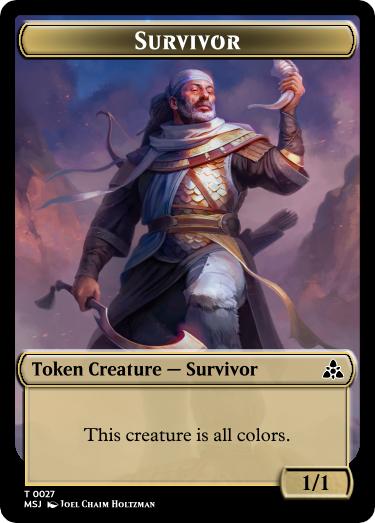 Survivor
Token Creature — Survivor
This creature is all colors.
1/1
T 0027
MSJ Joel Chaim Holtzman